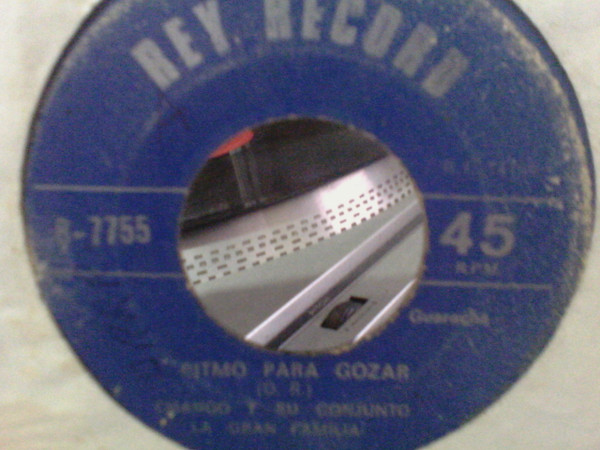 REY RECORD
-7755
45
R.P.M.
Guaracha
RITMO PARA GOZAR
(D. R.)
CHANGO Y SU CONJUNTO
LA GRAN FAMILIA